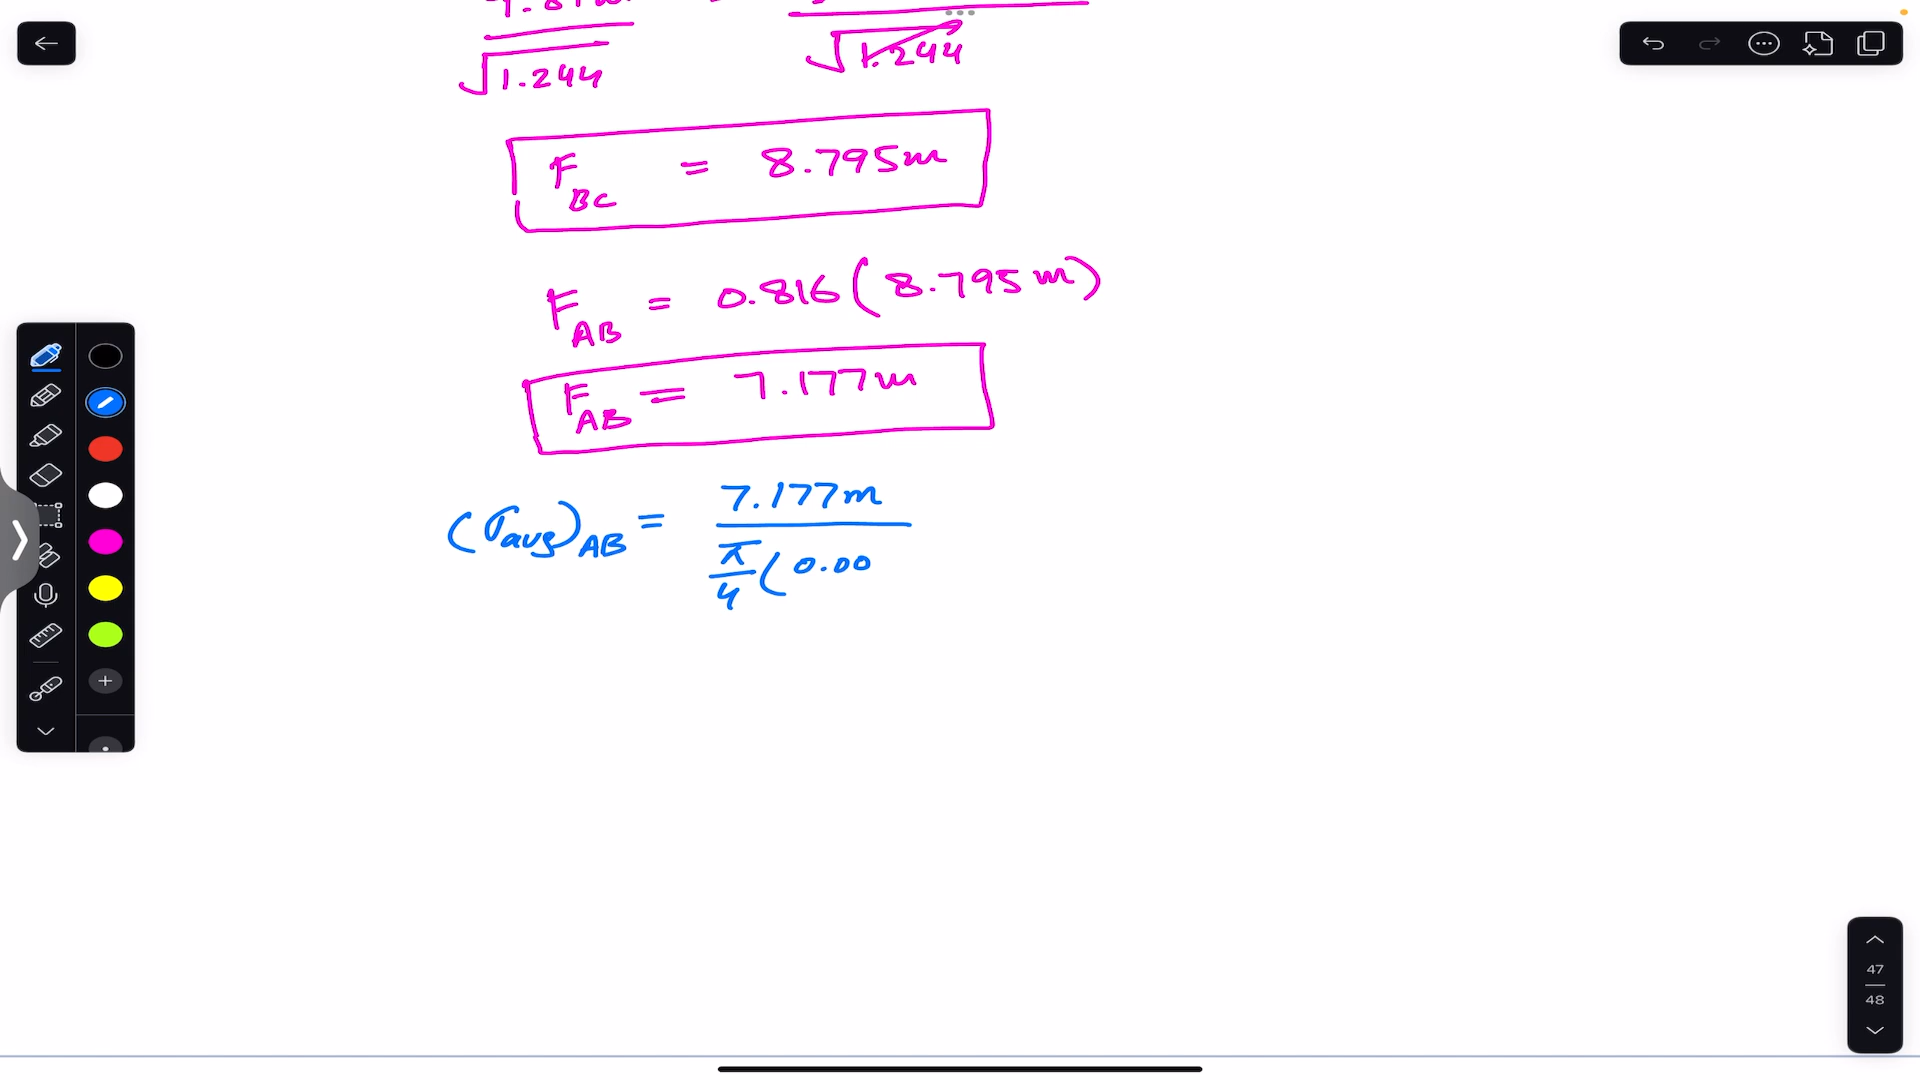 √1.244 √1.244
F_BC = 8.795m
F_AB = 0.816(8.795m)
F_AB = 7.177m
(σavg)_AB = 7.177m
π/4(0.00
47
48